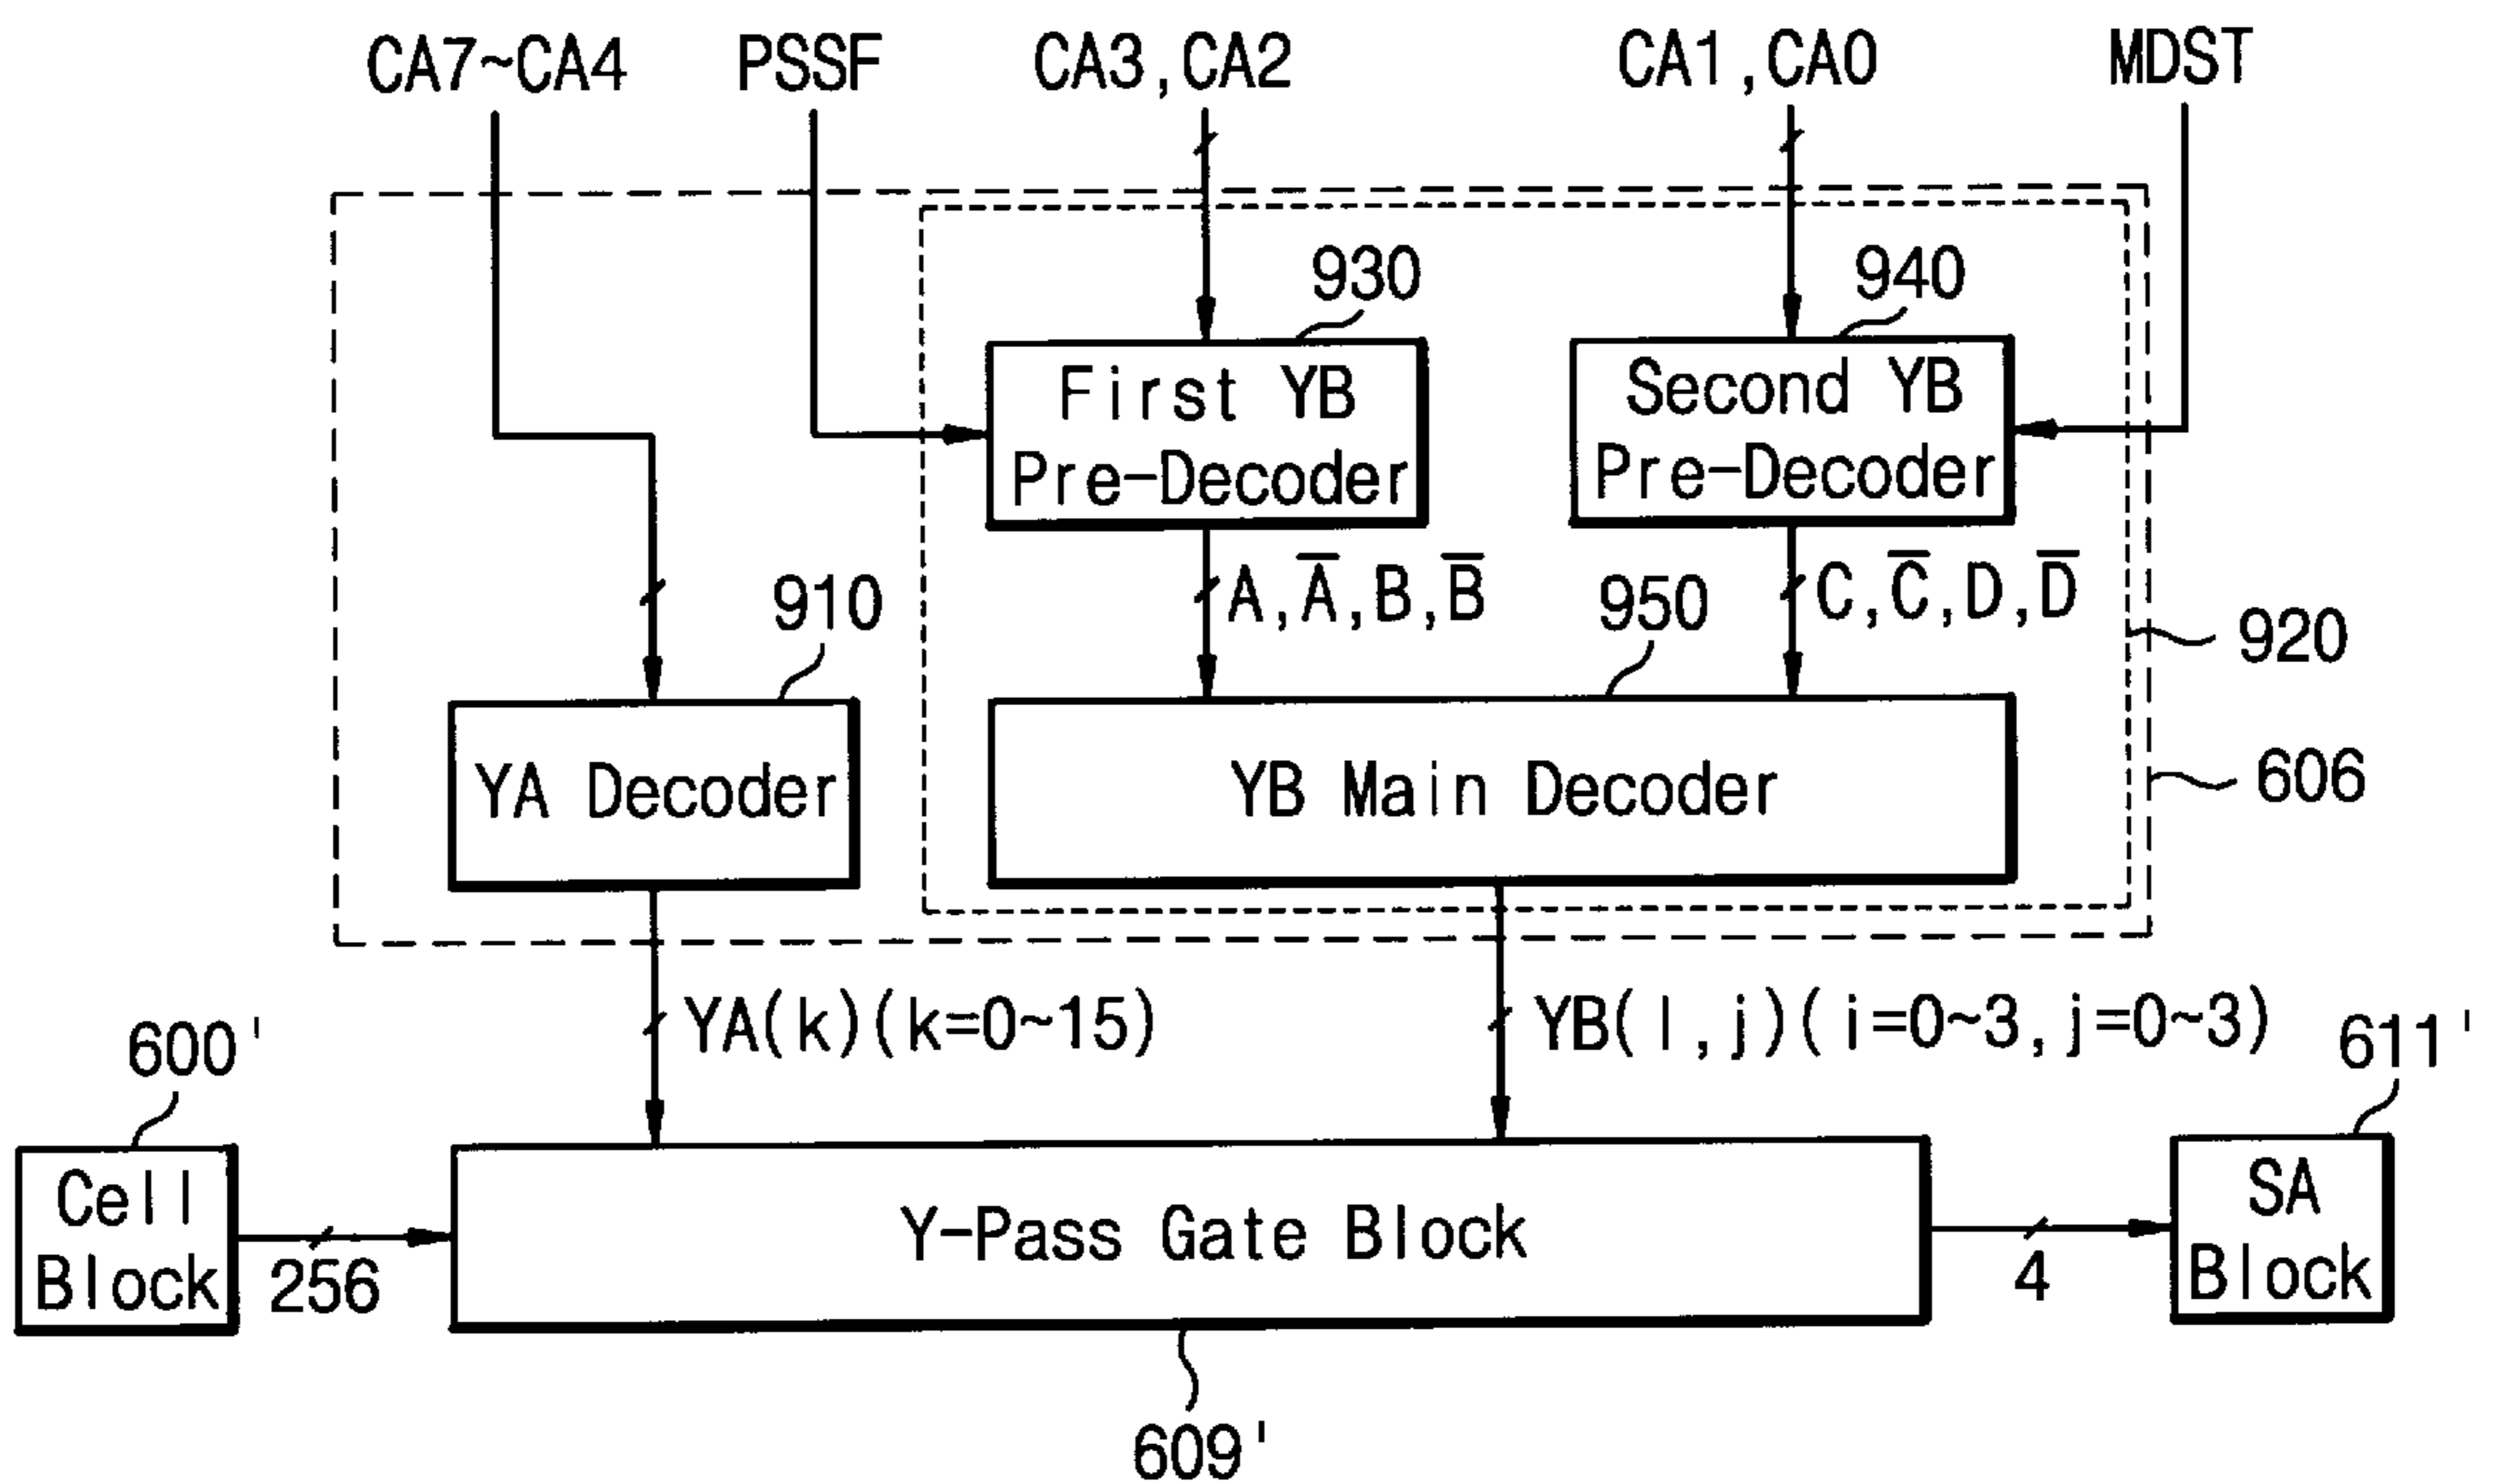 CA7~CA4 PSSF CA3,CA2 CA1,CA0 MDST
930
940
First YB
Pre-Decoder
Second YB
Pre-Decoder
A,A̅,B,B̅
C,C̅,D,D̅
910
950
920
YA Decoder
YB Main Decoder
606
YA(k)(k=0~15)
YB(l,j)(i=0~3,j=0~3)
600'
611'
Cell
Block
256
Y-Pass Gate Block
4
SA
Block
609'